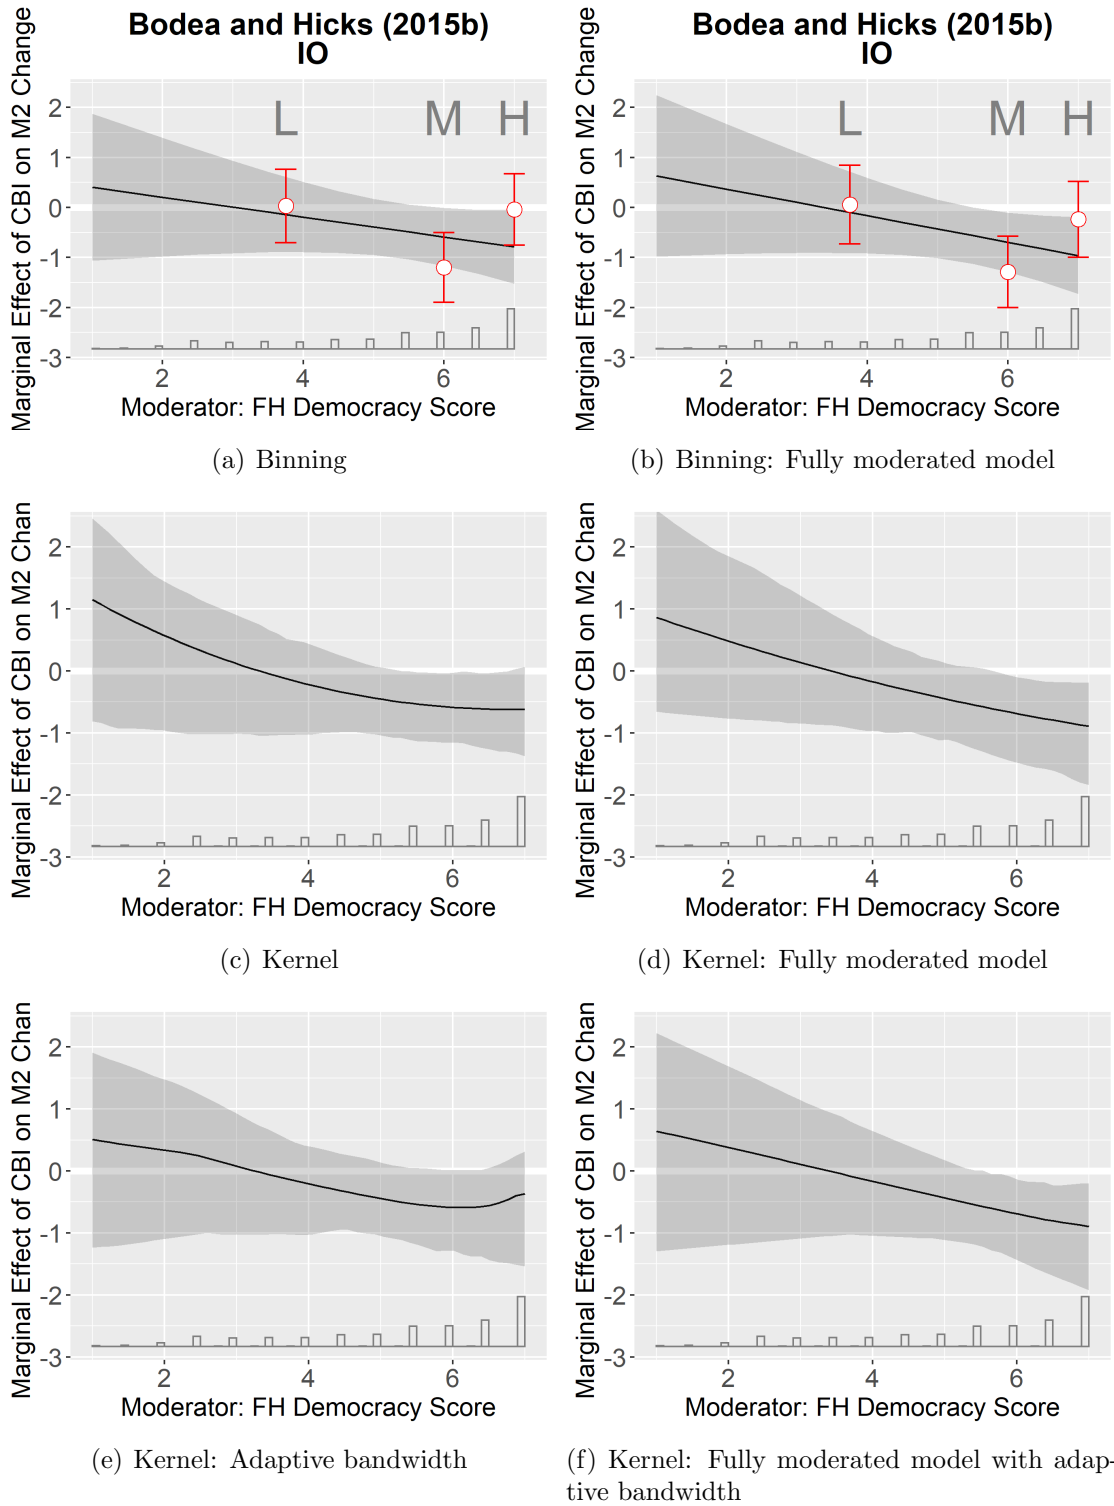 Bodea and Hicks (2015b)
IO
Marginal Effect of CBI on M2 Change
L
M
H
2
1
0
-1
-2
-3
2
4
6
Moderator: FH Democracy Score
(a) Binning
Bodea and Hicks (2015b)
IO
Marginal Effect of CBI on M2 Change
L
M
H
2
1
0
-1
-2
-3
2
4
6
Moderator: FH Democracy Score
(b) Binning: Fully moderated model
Marginal Effect of CBI on M2 Chan
2
1
0
-1
-2
-3
2
4
6
Moderator: FH Democracy Score
(c) Kernel
Marginal Effect of CBI on M2 Chan
2
1
0
-1
-2
-3
2
4
6
Moderator: FH Democracy Score
(d) Kernel: Fully moderated model
Marginal Effect of CBI on M2 Chan
2
1
0
-1
-2
-3
2
4
6
Moderator: FH Democracy Score
(e) Kernel: Adaptive bandwidth
Marginal Effect of CBI on M2 Chan
2
1
0
-1
-2
-3
2
4
6
Moderator: FH Democracy Score
(f) Kernel: Fully moderated model with adap-
tive bandwidth